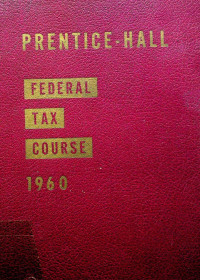 PRENTICE-HALL
FEDERAL
TAX
COURSE
1960